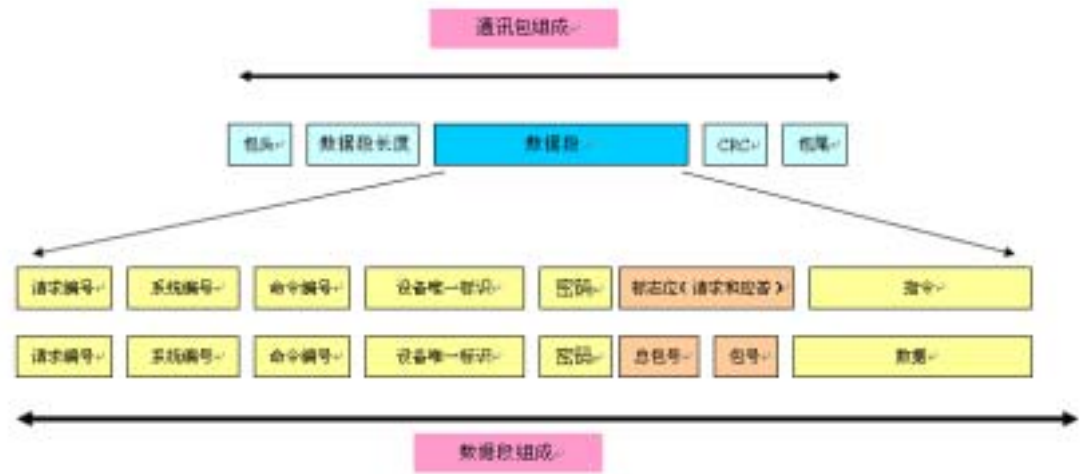 通讯包组成
包头 数据段长度 数据段 CRC 包尾
请求编号 系统编号 命令编号 设备唯一标识 密码 标志位（请求和应答） 指令
请求编号 系统编号 命令编号 设备唯一标识 密码 总包号 包号 数据
数据段组成